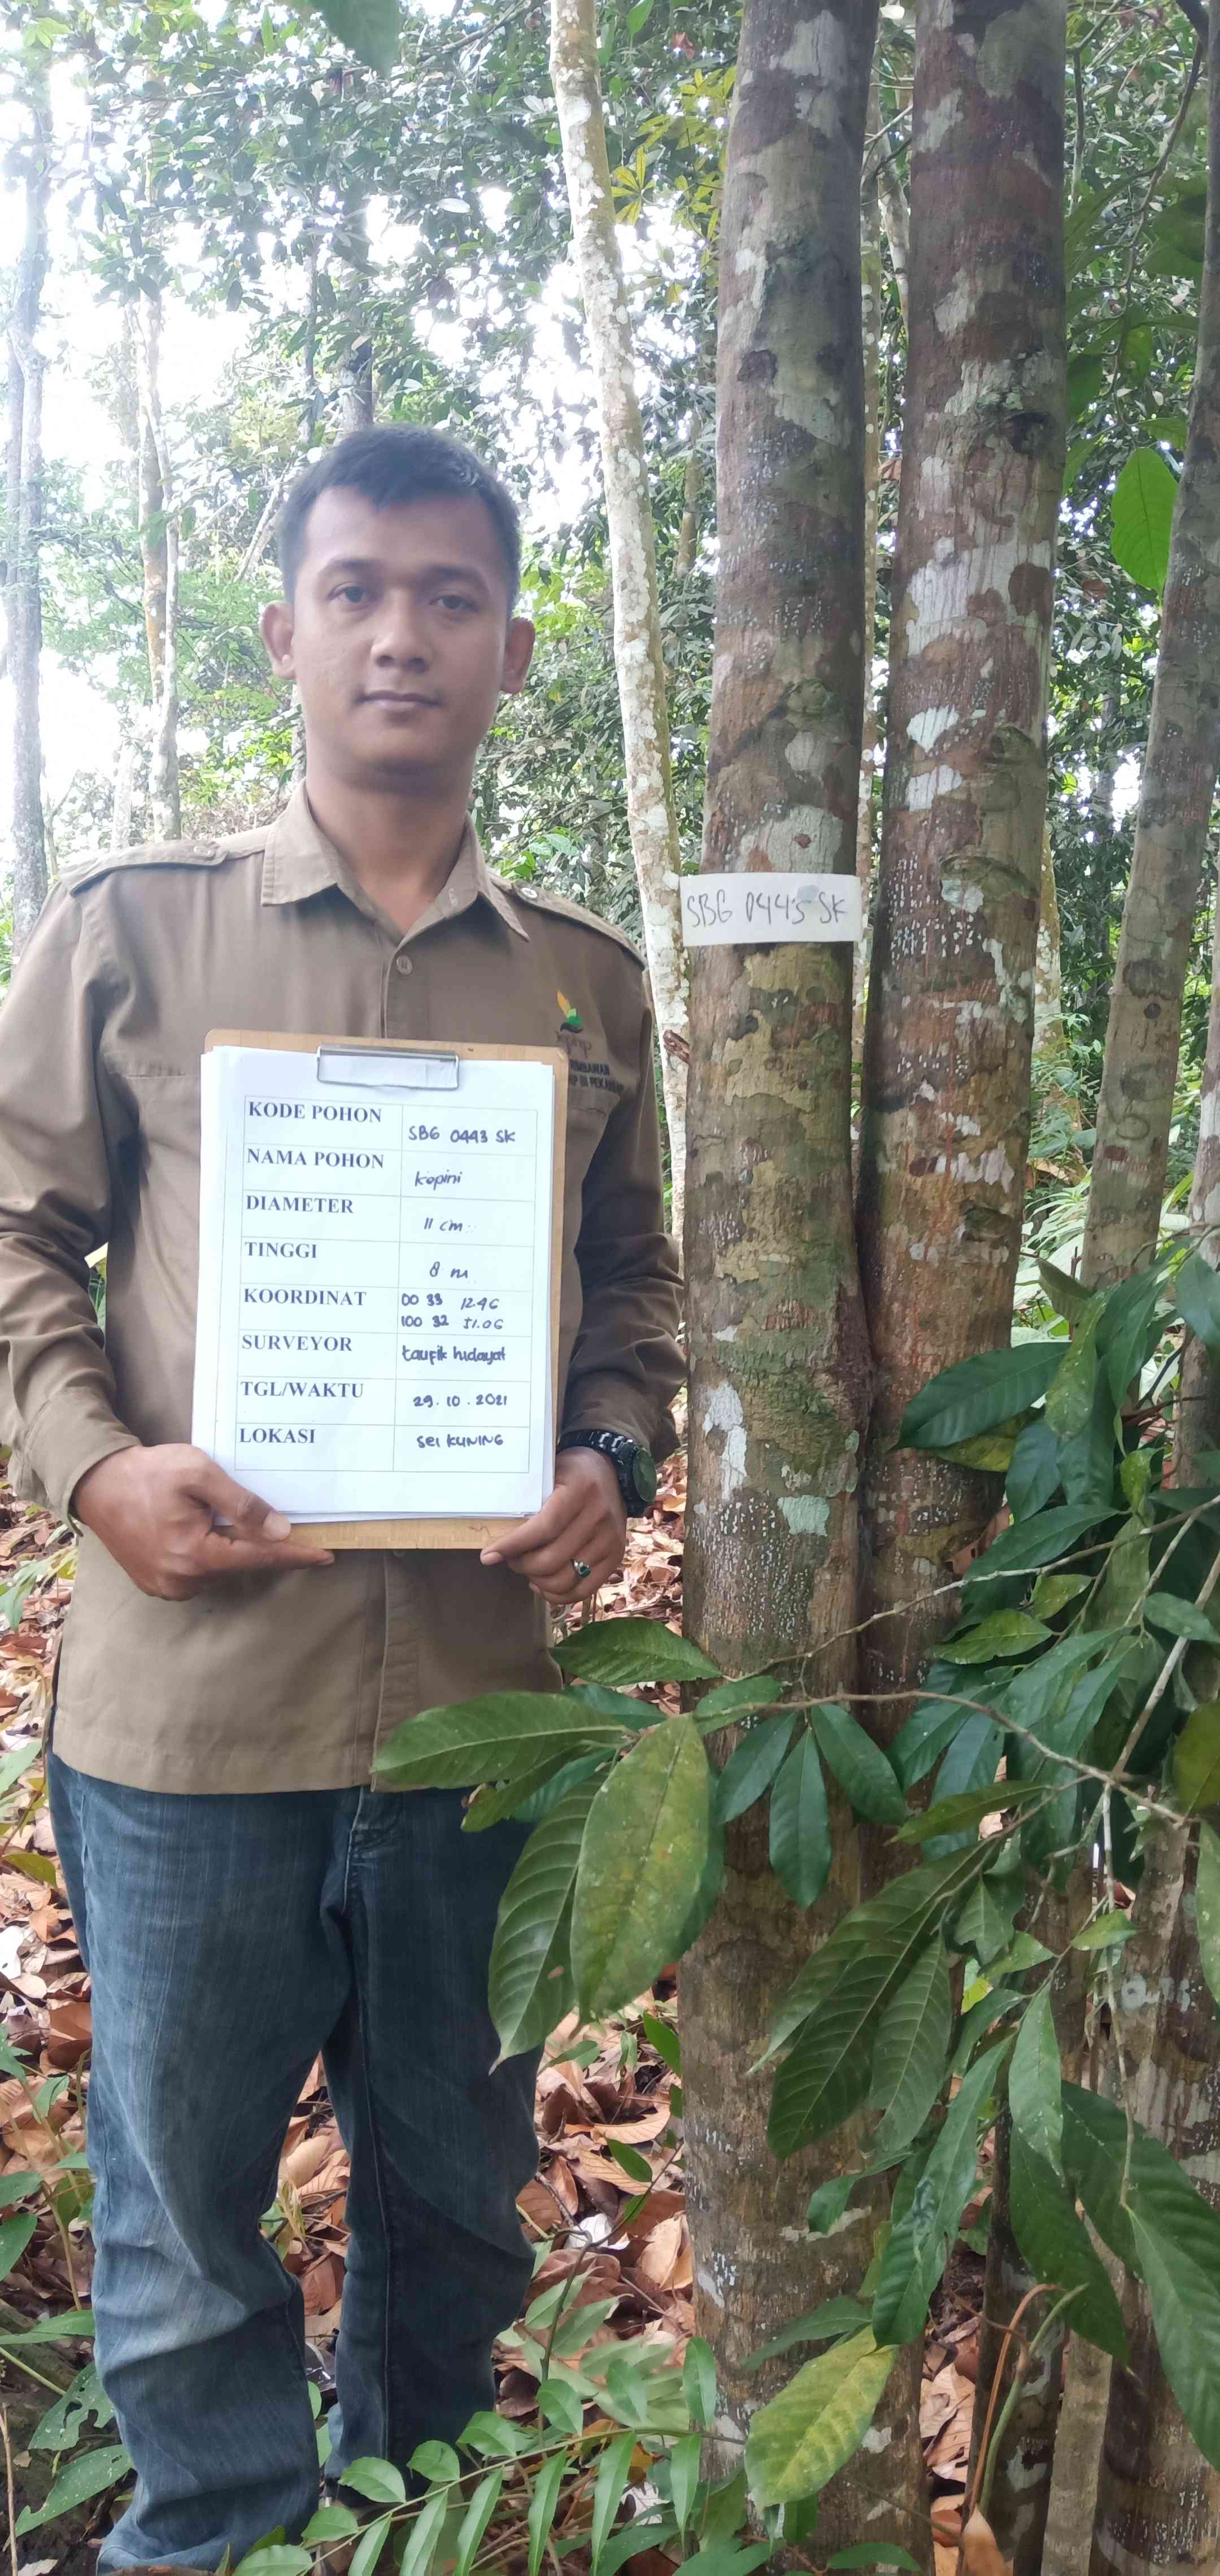 SBG 0443 SK
KODE POHON SBG 0443 SK
NAMA POHON kopini
DIAMETER 11 cm
TINGGI 8 m
KOORDINAT 00 33 12.46
100 32 51.06
SURVEYOR taufik hidayat
TGL/WAKTU 29.10.2021
LOKASI SEI KUNING